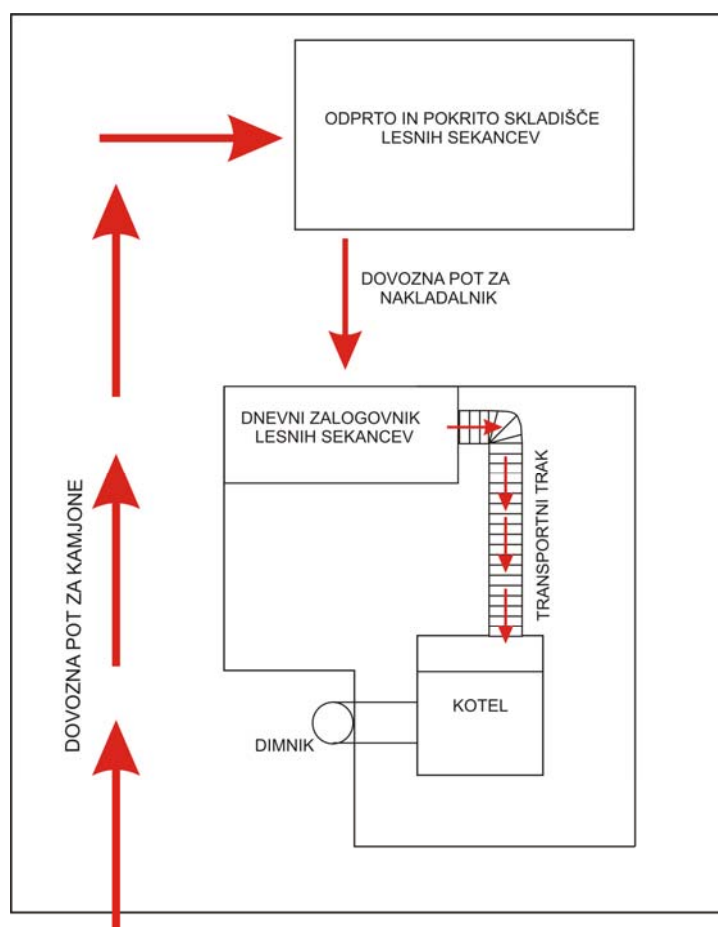 ODPRTO IN POKRITO SKLADIŠČE
LESNIH SEKANCEV
DOVOZNA POT ZA
NAKLADALNIK
DNEVNI ZALOGOVNIK
LESNIH SEKANCEV
TRANSPORTNI TRAK
DOVOZNA POT ZA KAMJONE
KOTEL
DIMNIK